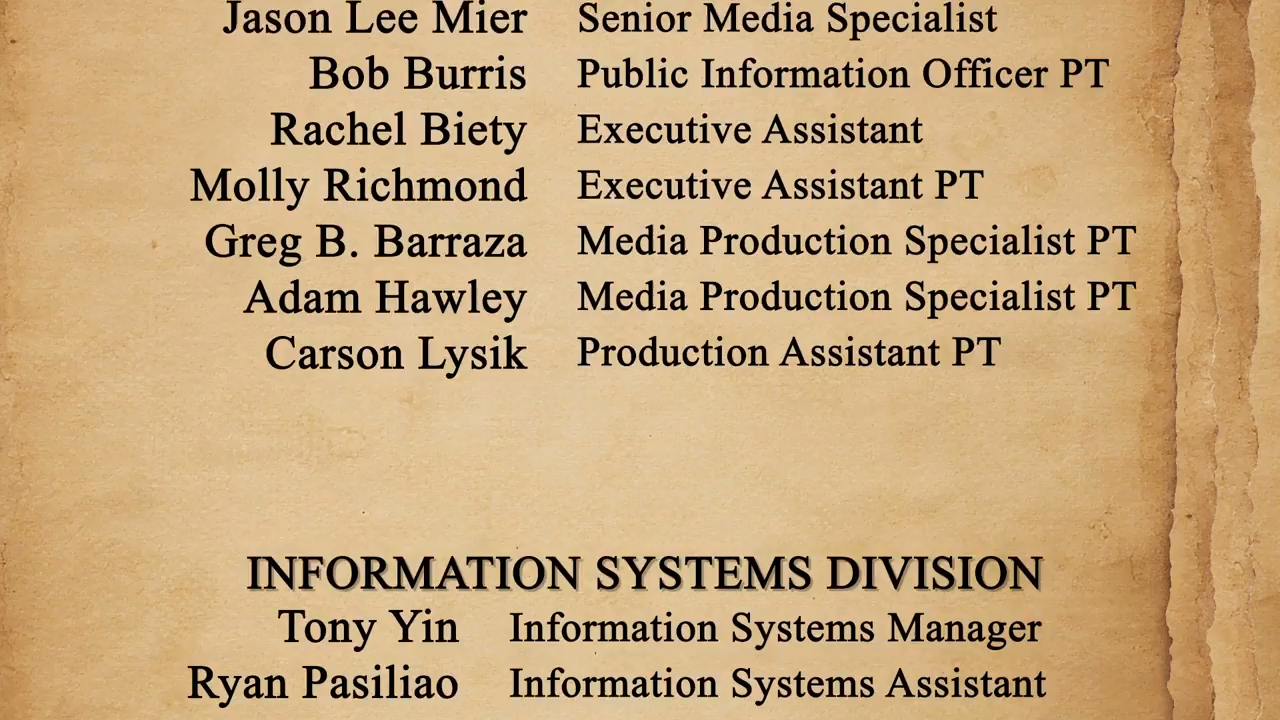 Jason Lee Mier Senior Media Specialist
Bob Burris Public Information Officer PT
Rachel Biety Executive Assistant
Molly Richmond Executive Assistant PT
Greg B. Barraza Media Production Specialist PT
Adam Hawley Media Production Specialist PT
Carson Lysik Production Assistant PT
INFORMATION SYSTEMS DIVISION
Tony Yin Information Systems Manager
Ryan Pasiliao Information Systems Assistant